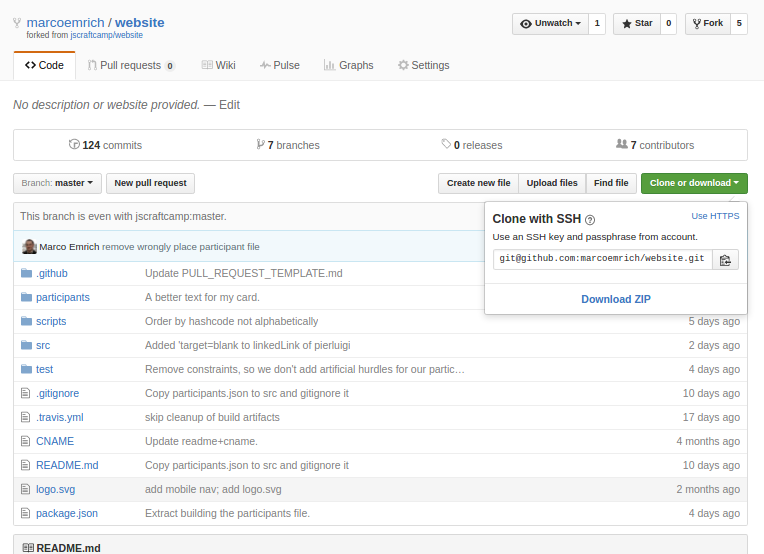 marcoemrich / website
forked from jscraftcamp/website
Unwatch 1 Star 0 Fork 5
Code Pull requests 0 Wiki Pulse Graphs Settings
No description or website provided. — Edit
124 commits 7 branches 0 releases 7 contributors
Branch: master New pull request Create new file Upload files Find file Clone or download
This branch is even with jscraftcamp:master.
Clone with SSH ? Use HTTPS
Use an SSH key and passphrase from account.
git@github.com:marcoemrich/website.git
Download ZIP
Marco Emrich remove wrongly place participant file
.github Update PULL_REQUEST_TEMPLATE.md
participants A better text for my card.
scripts Order by hashcode not alphabetically 5 days ago
src Added 'target=blank to linkedLink of pierluigi 2 days ago
test Remove constraints, so we don't add artificial hurdles for our partic… 4 days ago
.gitignore Copy participants.json to src and gitignore it 10 days ago
.travis.yml skip cleanup of build artifacts 17 days ago
CNAME Update readme+cname. 4 months ago
README.md Copy participants.json to src and gitignore it 10 days ago
logo.svg add mobile nav; add logo.svg 2 months ago
package.json Extract building the participants file. 4 days ago
README.md